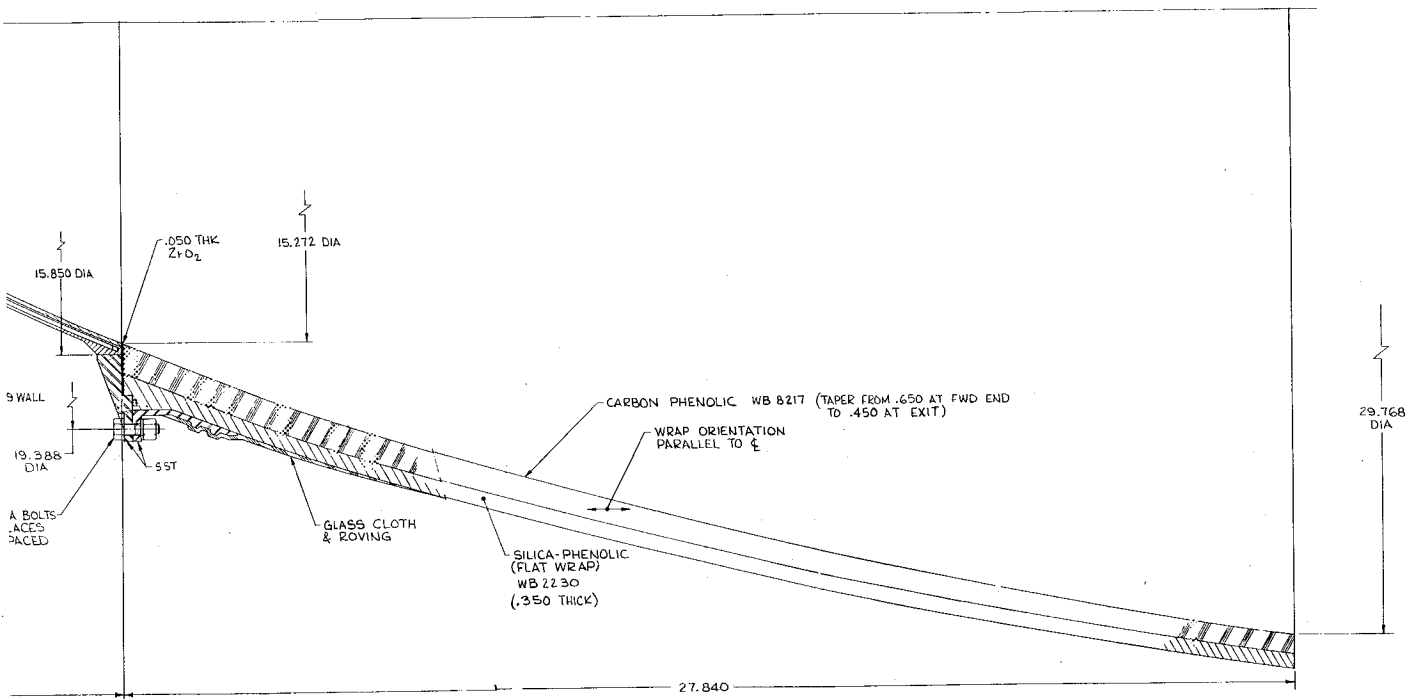 .050 THK
ZrO2
15.272 DIA
15.850 DIA
9 WALL
19.388
DIA
SST
A BOLTS
ACES
PACED
GLASS CLOTH
& ROVING
CARBON PHENOLIC WB 8217 (TAPER FROM .650 AT FWD END
TO .450 AT EXIT)
WRAP ORIENTATION
PARALLEL TO ℄
SILICA-PHENOLIC
(FLAT WRAP)
WB 2230
(.350 THICK)
29.768
DIA
27.840